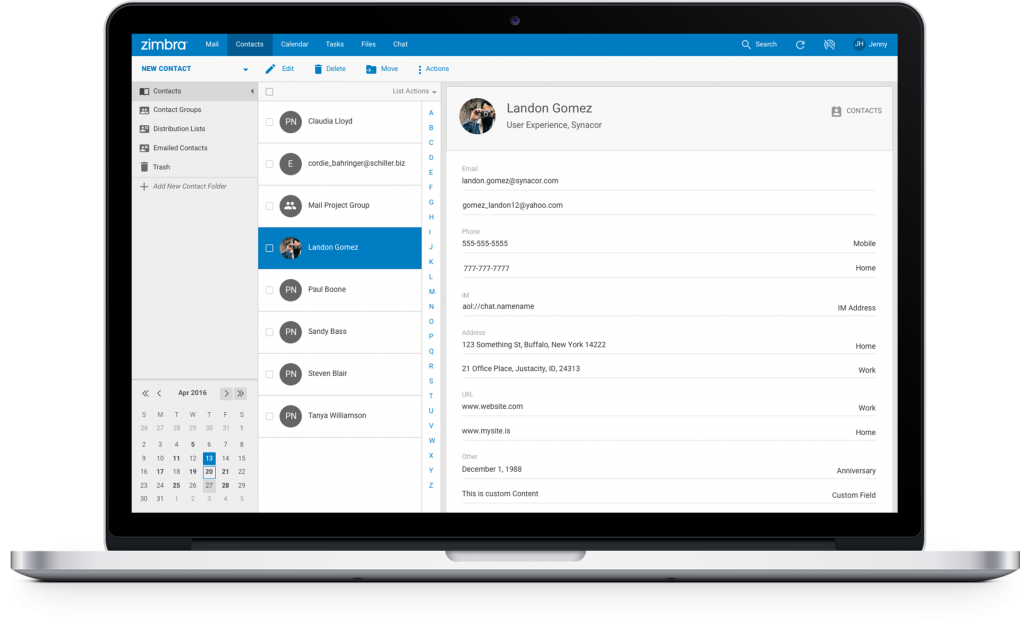 zimbra Mail Contacts Calendar Tasks Files Chat Search JH Jenny
NEW CONTACT Edit Delete Move Actions
Contacts
Contact Groups
Distribution Lists
Emailed Contacts
Trash
Add New Contact Folder
Apr 2016
S M T W T F S
26 27 28 29 30 31 1
2 3 4 5 6 7 8
9 10 11 12 13 14 15
16 17 18 19 20 21 22
23 24 25 26 27 28 29
30 31 1 2 3 4 5
List Actions
PN Claudia Lloyd
E cordie_bahringer@schiller.biz
Mail Project Group
Landon Gomez
PN Paul Boone
PN Sandy Bass
PN Steven Blair
PN Tanya Williamson
A
B
C
D
E
F
G
H
I
J
K
L
M
N
O
P
Q
R
S
T
U
V
W
X
Y
Z
Landon Gomez
User Experience, Synacor
CONTACTS
Email
landon.gomez@synacor.com
gomez_landon12@yahoo.com
Phone
555-555-5555 Mobile
777-777-7777 Home
IM
aol://chat.namename IM Address
Address
123 Something St, Buffalo, New York 14222 Home
21 Office Place, Justacity, ID, 24313 Work
URL
www.website.com Work
www.mysite.is Home
Other
December 1, 1988 Anniversary
This is custom Content Custom Field